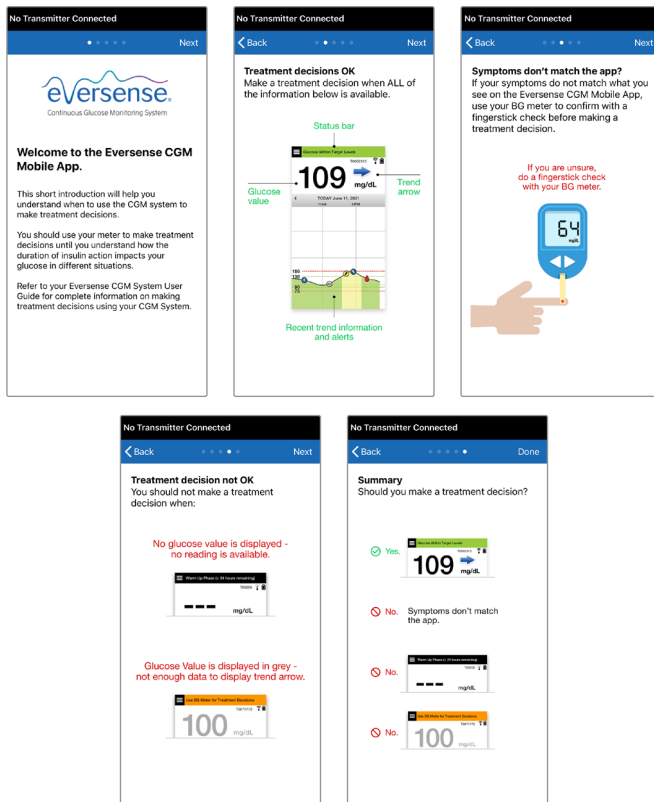 No Transmitter Connected
Next
eversense.
Continuous Glucose Monitoring System
Welcome to the Eversense CGM
Mobile App.
This short introduction will help you
understand when to use the CGM system to
make treatment decisions.
You should use your meter to make treatment
decisions until you understand how the
duration of insulin action impacts your
glucose in different situations.
Refer to your Eversense CGM System User
Guide for complete information on making
treatment decisions using your CGM System.
No Transmitter Connected
Back
Next
Treatment decisions OK
Make a treatment decision when ALL of
the information below is available.
Status bar
Glucose Within Target Levels
109
mg/dL
Glucose
value
Trend
arrow
TODAY June 11, 2021
Recent trend information
and alerts
No Transmitter Connected
Back
Next
Symptoms don't match the app?
If your symptoms do not match what you
see on the Eversense CGM Mobile App,
use your BG meter to confirm with a
fingerstick check before making a
treatment decision.
If you are unsure,
do a fingerstick check
with your BG meter.
64
mg/dL
No Transmitter Connected
Back
Next
Treatment decision not OK
You should not make a treatment
decision when:
No glucose value is displayed -
no reading is available.
Warm Up Phase (< 24 hours remaining)
--- mg/dL
Glucose Value is displayed in grey -
not enough data to display trend arrow.
Use BG Meter for Treatment Decisions
100 mg/dL
No Transmitter Connected
Back
Done
Summary
Should you make a treatment decision?
Yes.
Glucose Within Target Levels
109 mg/dL
No. Symptoms don't match
the app.
No.
Warm Up Phase (< 24 hours remaining)
--- mg/dL
No.
Use BG Meter for Treatment Decisions
100 mg/dL